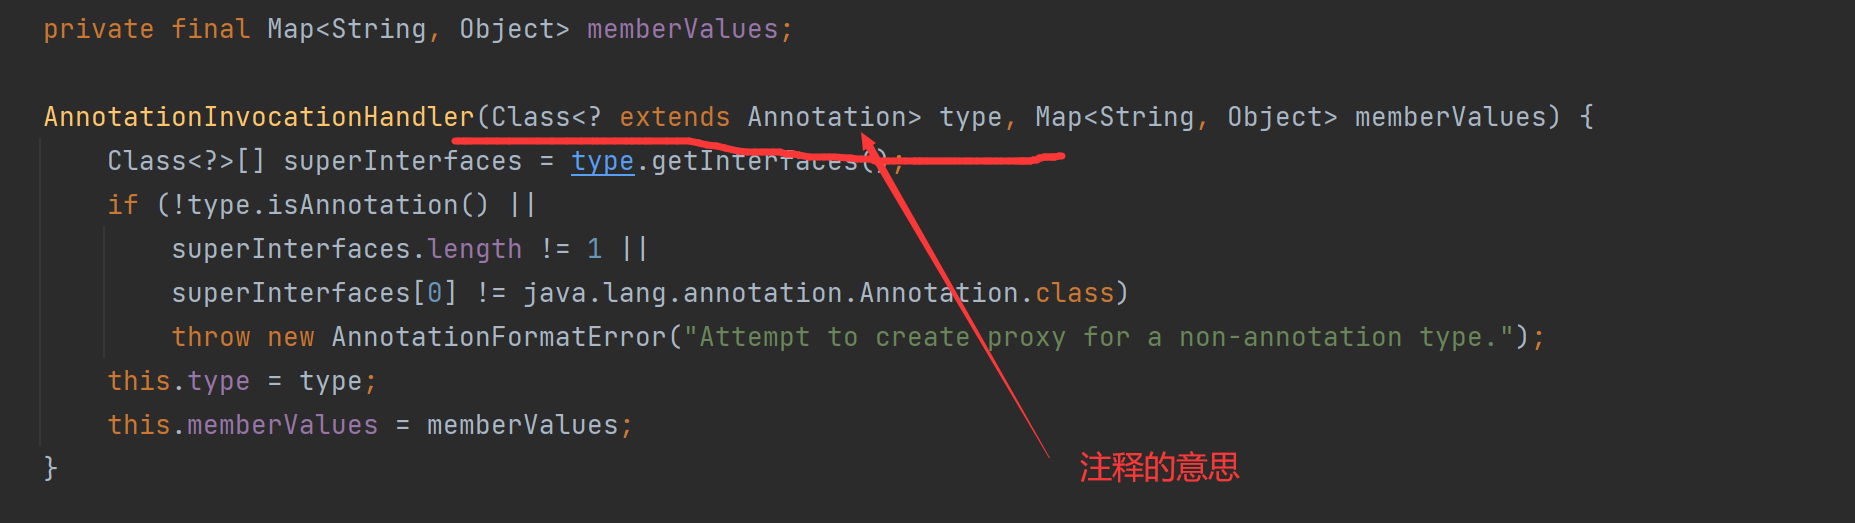 private final Map<String, Object> memberValues;
AnnotationInvocationHandler(Class<? extends Annotation> type, Map<String, Object> memberValues) {
Class<?>[] superInterfaces = type.getInterfaces();
if (!type.isAnnotation() ||
superInterfaces.length != 1 ||
superInterfaces[0] != java.lang.annotation.Annotation.class)
throw new AnnotationFormatError("Attempt to create proxy for a non-annotation type.");
this.type = type;
this.memberValues = memberValues;
注释的意思
}